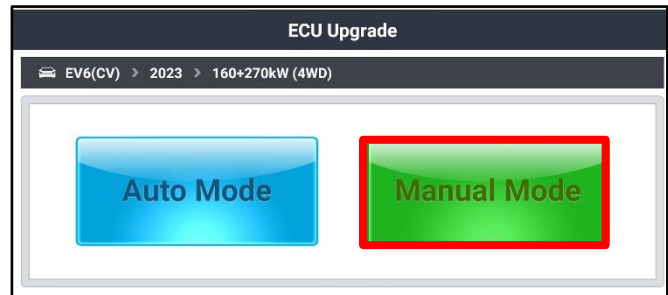 ECU Upgrade
EV6(CV) > 2023 > 160+270kW (4WD)
Auto Mode
Manual Mode